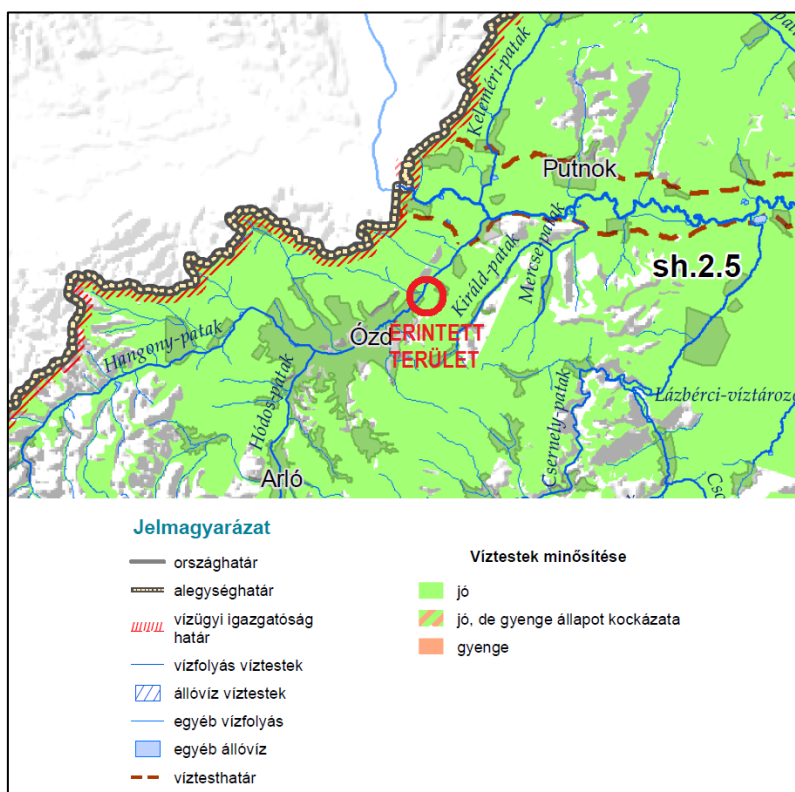 Keleméri-patak
Putnok
sh.2.5
Királd-patak
Mercse-patak
Hangony-patak
Ózd
ÉRINTETT
TERÜLET
Hódos-patak
Csernely-patak
Lázbérci-víztározó
Arló
Jelmagyarázat
országhatár
alegységhatár
vízügyi igazgatóság
határ
vízfolyás víztestek
állóvíz víztestek
egyéb vízfolyás
egyéb állóvíz
víztesthatár
Víztestek minősítése
jó
jó, de gyenge állapot kockázata
gyenge